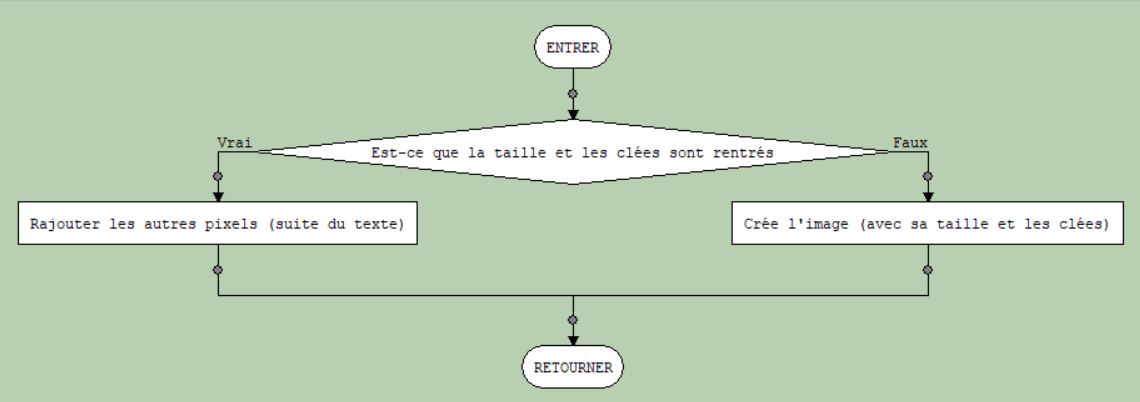 ENTRER
Vrai
Faux
Est-ce que la taille et les clées sont rentrés
Rajouter les autres pixels (suite du texte)
Crée l'image (avec sa taille et les clées)
RETOURNER